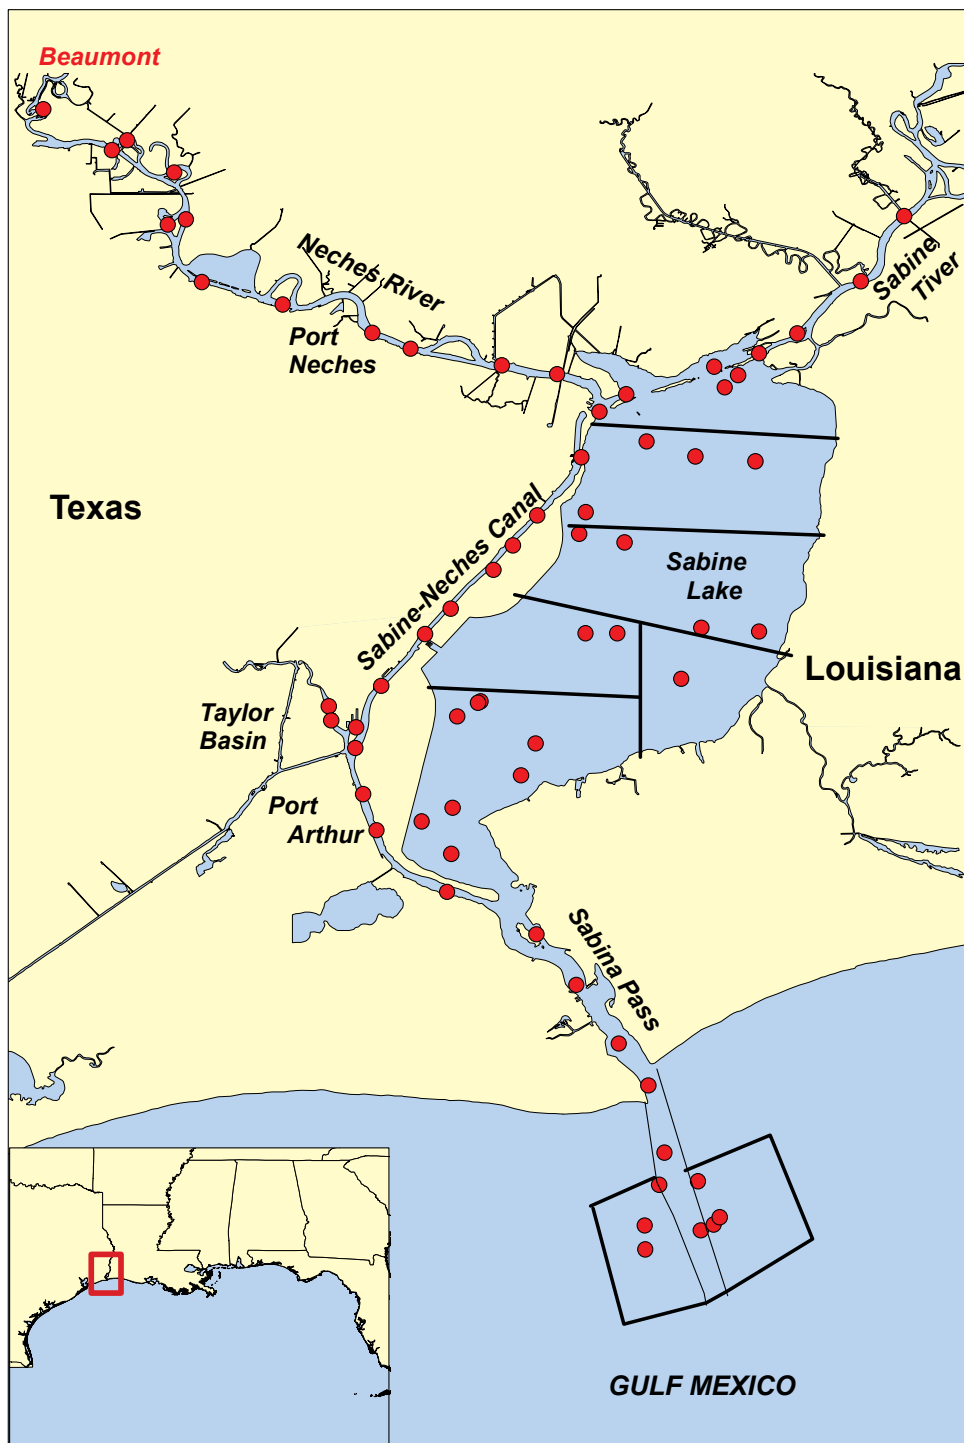 Beaumont
Neches River
Sabine
Tiver
Port
Neches
Texas
Sabine-Neches Canal
Sabine
Lake
Louisiana
Taylor
Basin
Port
Arthur
Sabina Pass
GULF MEXICO